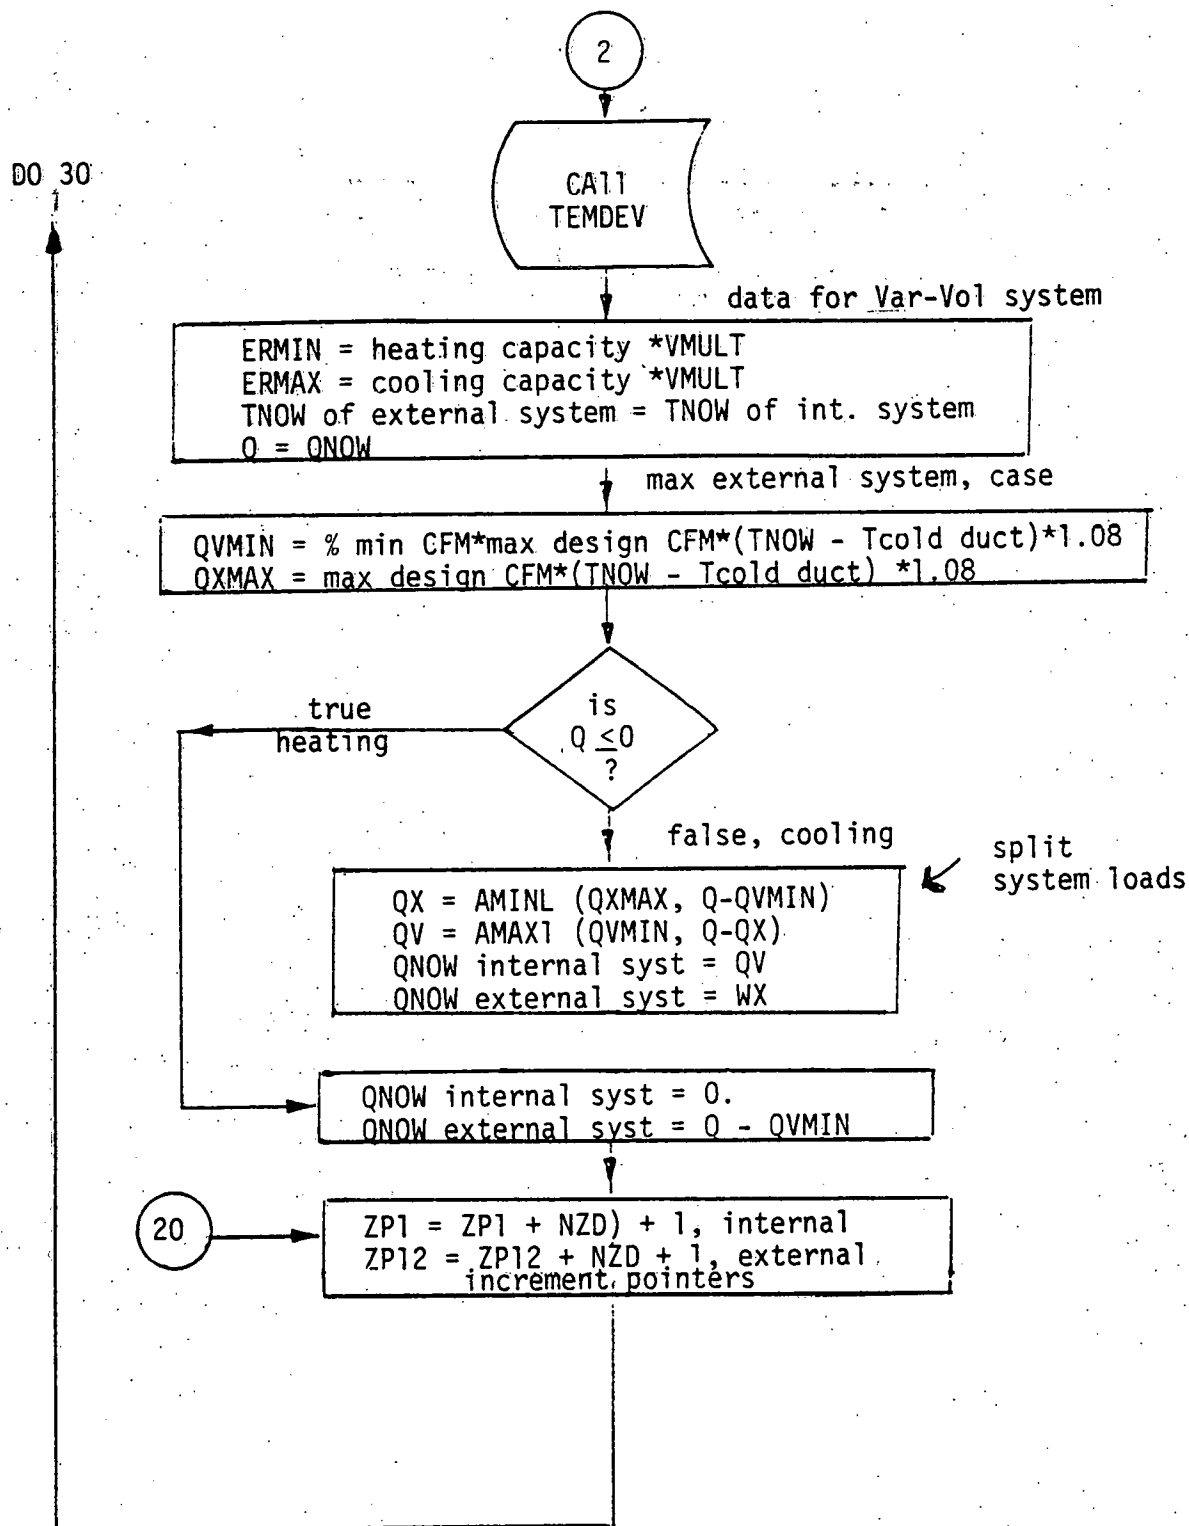 2
DO 30
CAll
TEMDEV
data for Var-Vol system
ERMIN = heating capacity *VMULT
ERMAX = cooling capacity *VMULT
TNOW of external system = TNOW of int. system
Q = QNOW
max external system, case
QVMIN = % min CFM*max design CFM*(TNOW - Tcold duct)*1.08
QXMAX = max design CFM*(TNOW - Tcold duct) *1.08
is
Q ≤0
?
true
heating
false, cooling
split
system loads
QX = AMINL (QXMAX, Q-QVMIN)
QV = AMAX1 (QVMIN, Q-QX)
QNOW internal syst = QV
QNOW external syst = WX
QNOW internal syst = 0.
QNOW external syst = Q - QVMIN
20
ZP1 = ZP1 + NZD) + 1, internal
ZP12 = ZP12 + NZD + 1, external
increment pointers